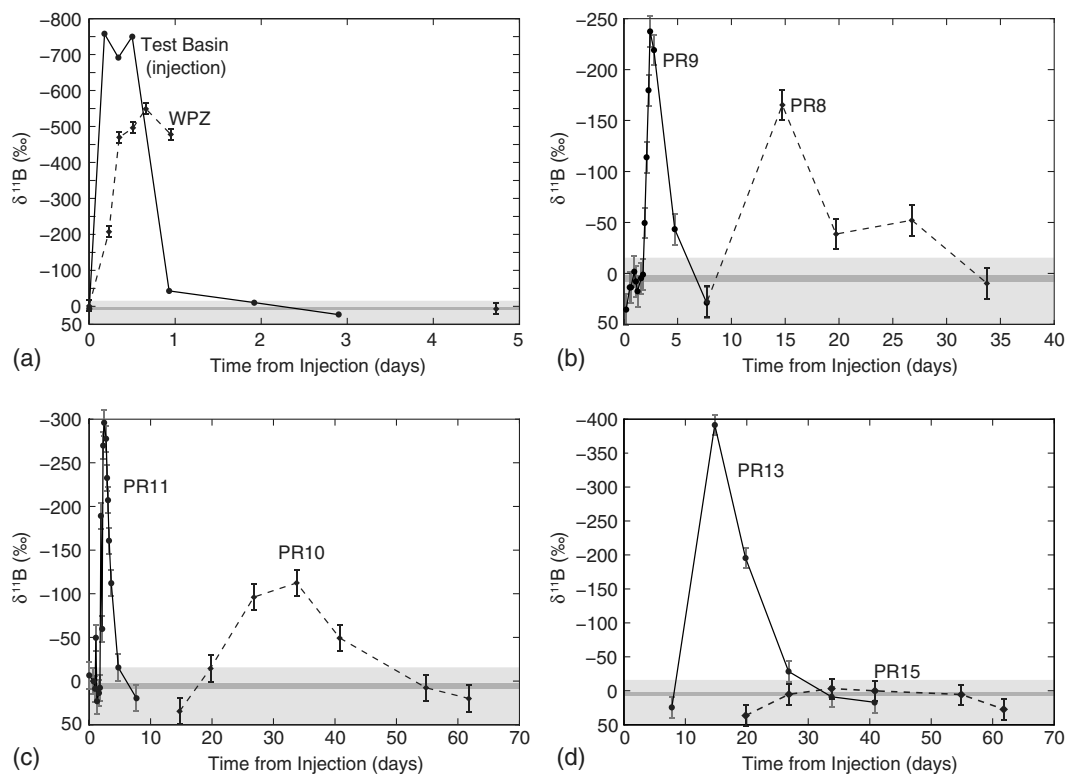 (a)
−800
−700
−600
−500
−400
−300
−200
−100
0
50
δ¹¹B (‰)
Test Basin
(injection)
WPZ
0 1 2 3 4 5
Time from Injection (days)
(b)
−250
−200
−150
−100
−50
0
50
δ¹¹B (‰)
PR9
PR8
0 5 10 15 20 25 30 35 40
Time from Injection (days)
(c)
−300
−250
−200
−150
−100
−50
0
50
δ¹¹B (‰)
PR11
PR10
0 10 20 30 40 50 60 70
Time from Injection (days)
(d)
−400
−350
−300
−250
−200
−150
−100
−50
0
50
δ¹¹B (‰)
PR13
PR15
0 10 20 30 40 50 60 70
Time from Injection (days)